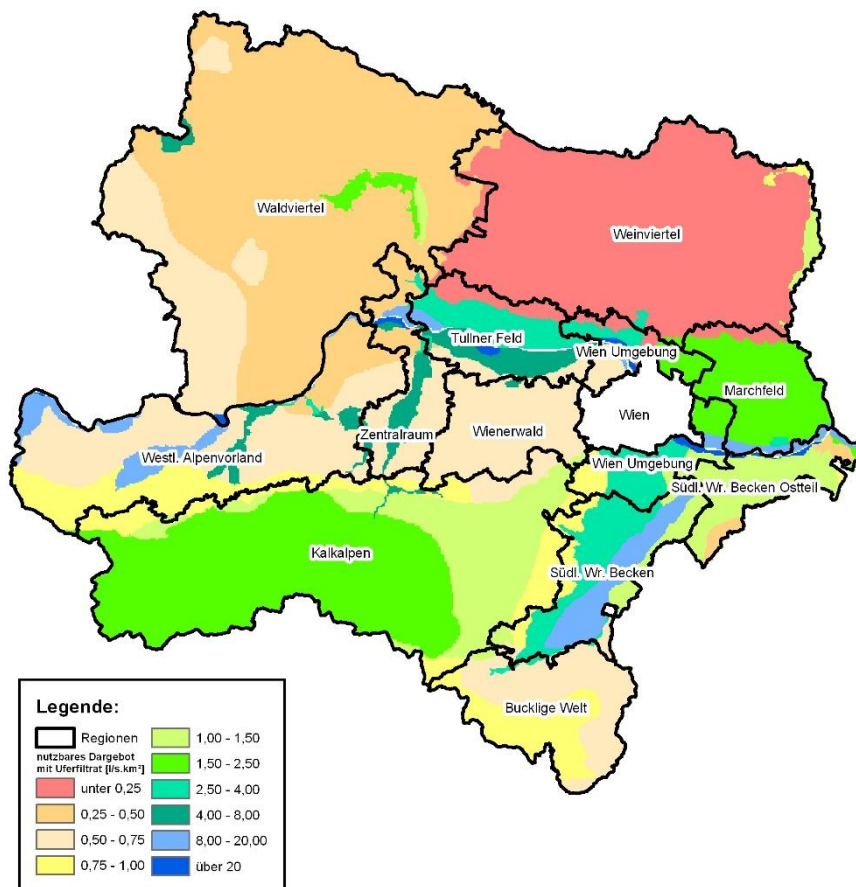 Waldviertel
Weinviertel
Tullner Feld
Wien Umgebung
Marchfeld
Wien
Zentralraum
Wienerwald
Westl. Alpenvorland
Wien Umgebung
Südl. Wr. Becken Ostteil
Kalkalpen
Südl. Wr. Becken
Bucklige Welt
Legende:
Regionen
nutzbares Dargebot
mit Uferfiltrat [l/s.km²]
unter 0,25
0,25 - 0,50
0,50 - 0,75
0,75 - 1,00
1,00 - 1,50
1,50 - 2,50
2,50 - 4,00
4,00 - 8,00
8,00 - 20,00
über 20